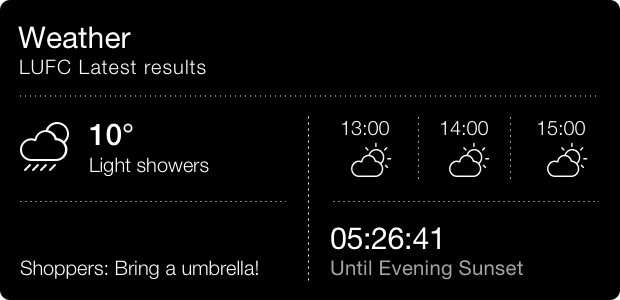 Weather
LUFC Latest results
10°
Light showers
13:00
14:00
15:00
Shoppers: Bring a umbrella!
05:26:41
Until Evening Sunset